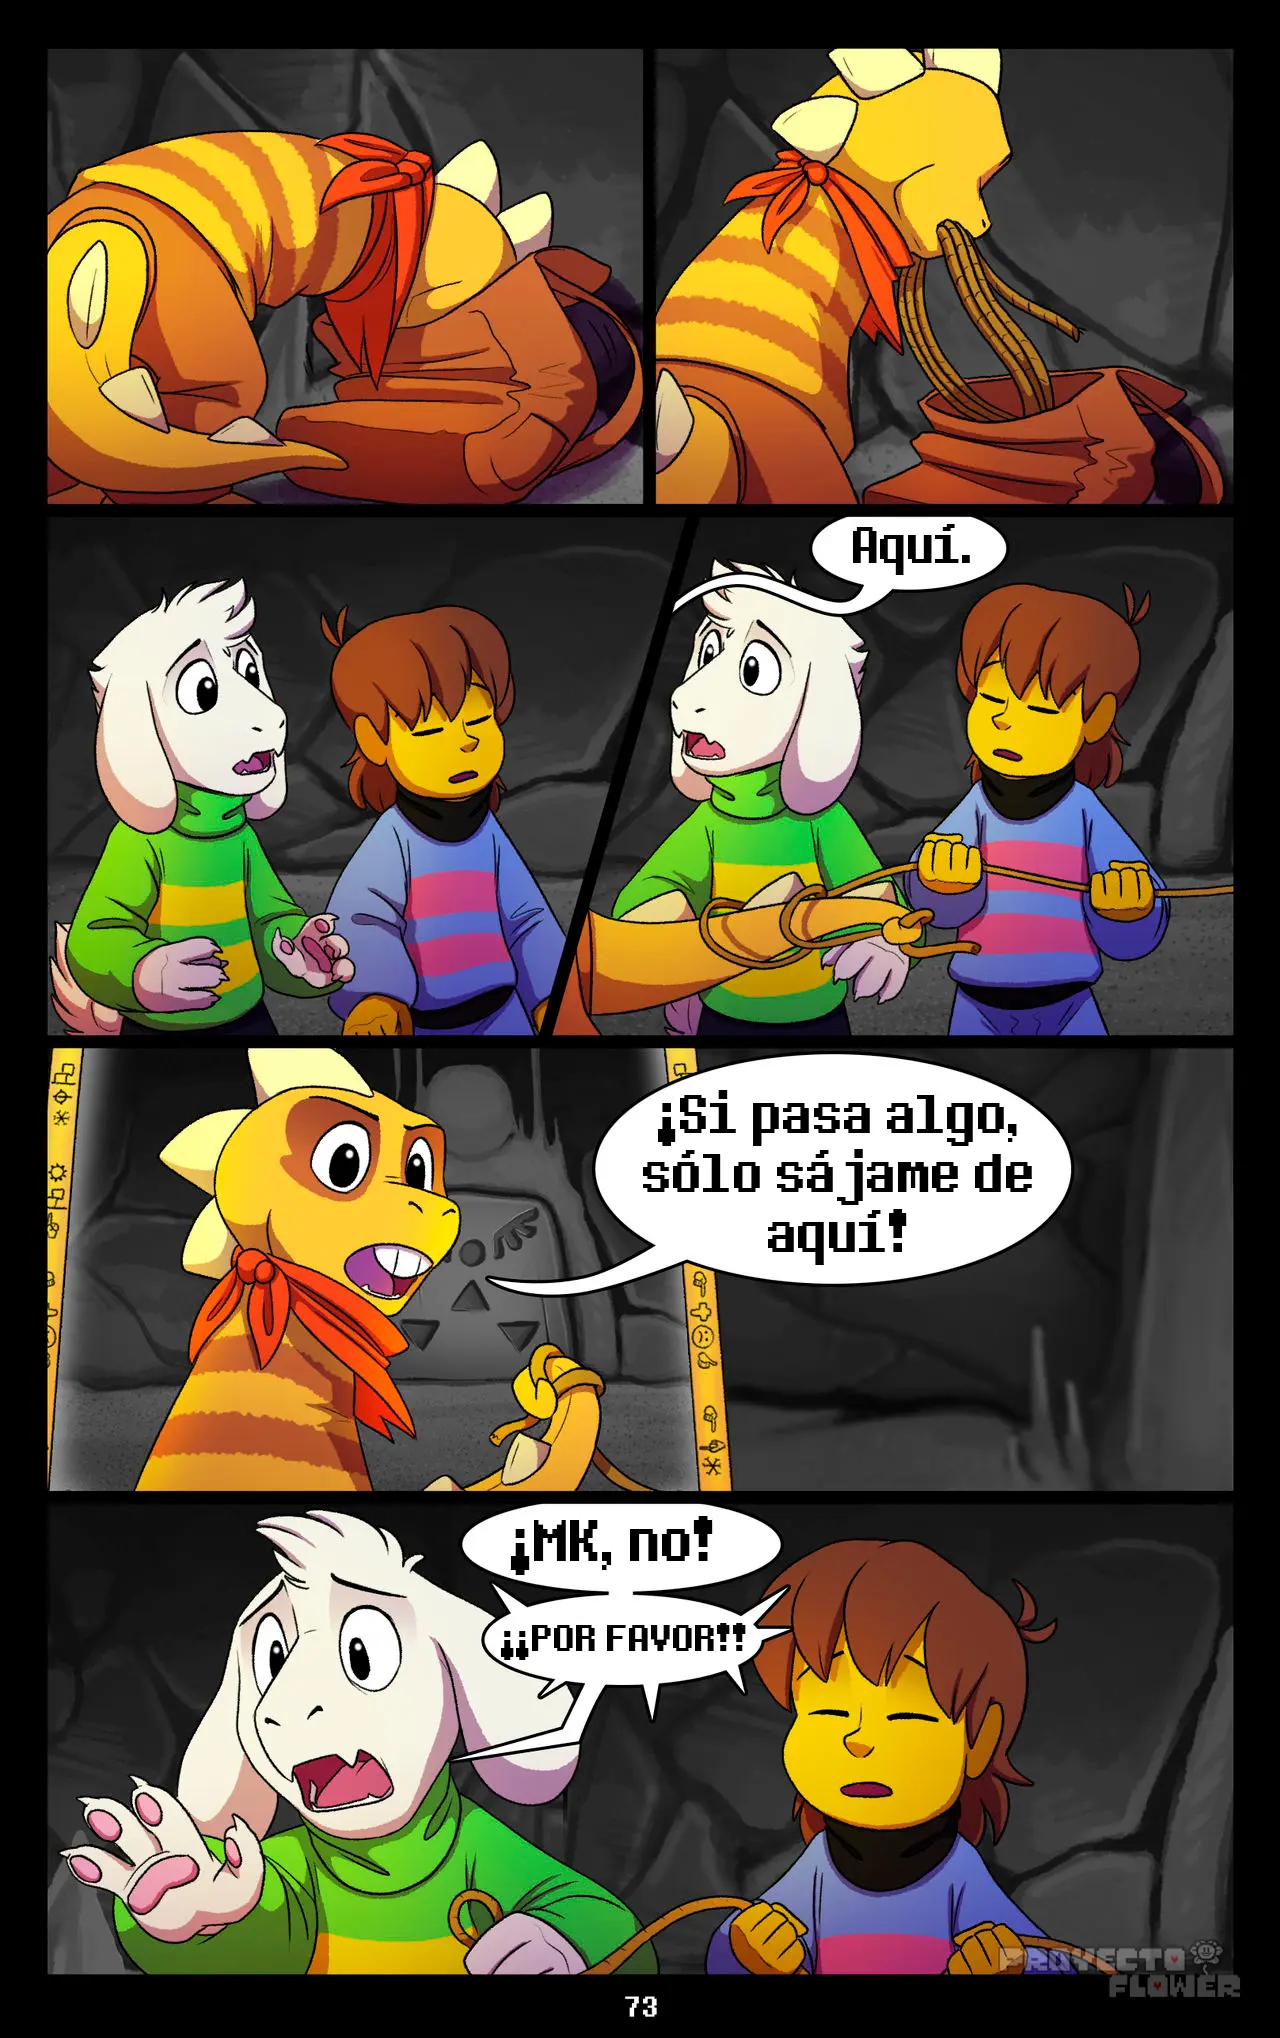 Aquí.
¡Si pasa algo,
sólo sájame de
aquí!
¡MK, no!
¡¡POR FAVOR!!
PROYECTO
FLOWER
73